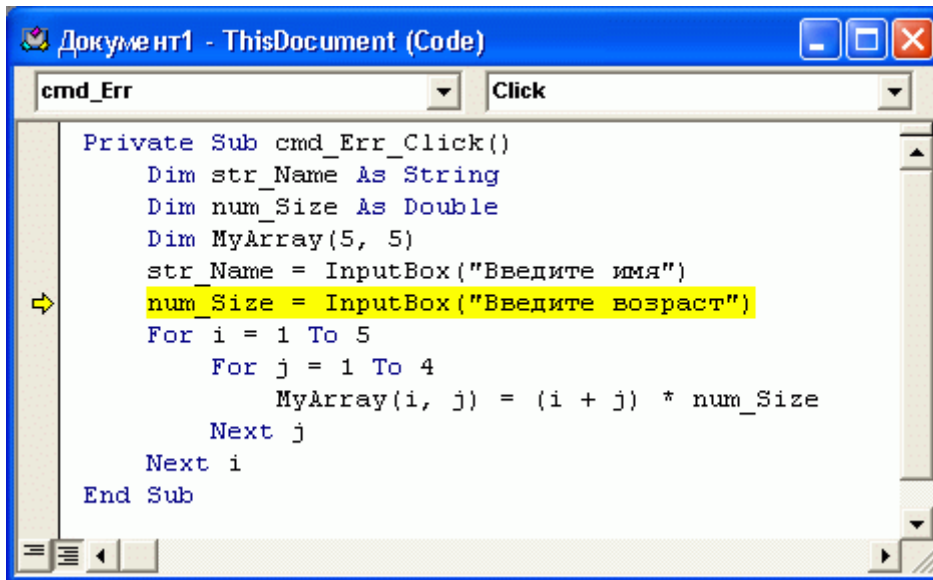 Документ1 - ThisDocument (Code)
cmd_Err Click
Private Sub cmd_Err_Click()
Dim str_Name As String
Dim num_Size As Double
Dim MyArray(5, 5)
str_Name = InputBox("Введите имя")
num_Size = InputBox("Введите возраст")
For i = 1 To 5
For j = 1 To 4
MyArray(i, j) = (i + j) * num_Size
Next j
Next i
End Sub